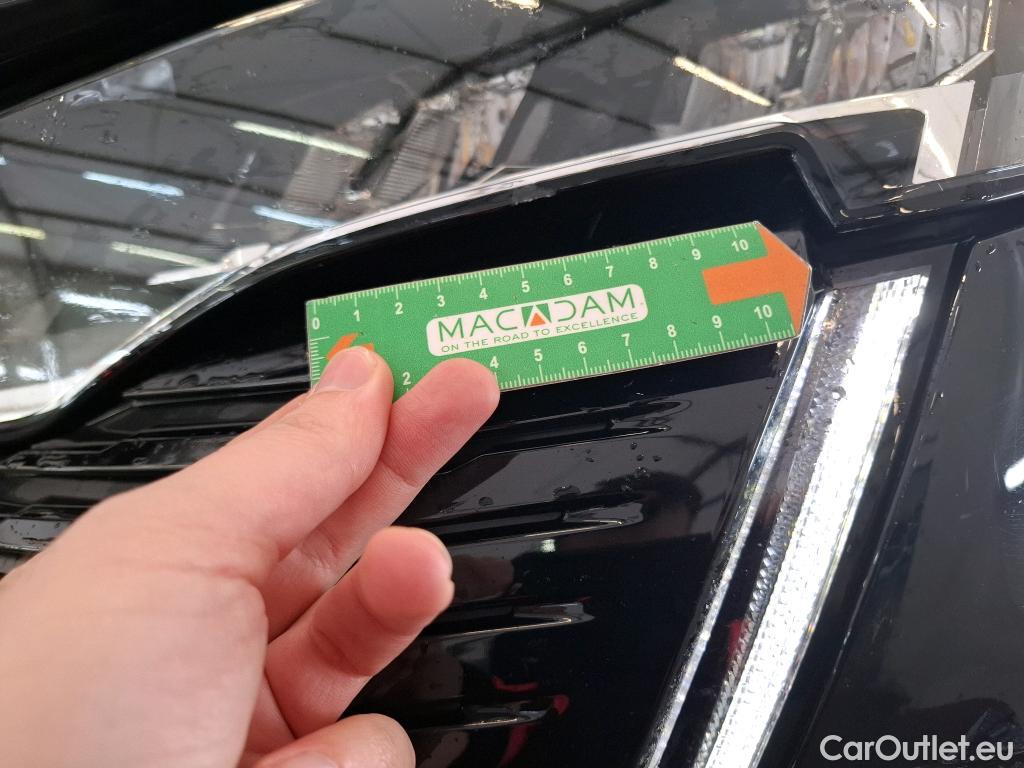 0 1 2 3 4 5 6 7 8 9 10
MACADAM
ON THE ROAD TO EXCELLENCE
2 4 5 6 7 8 9 10
CarOutlet.eu